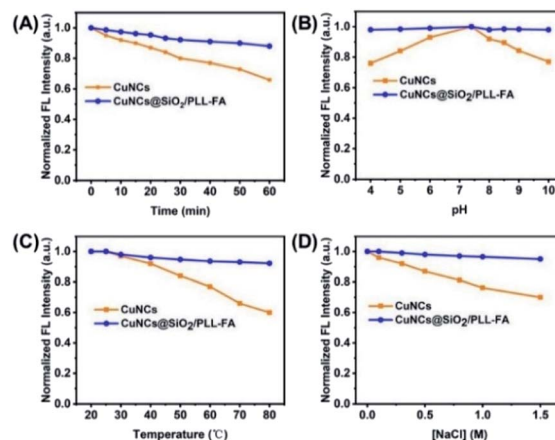 (A)
Normalized FL Intensity (a.u.)
1.0
0.8
0.6
0.4
0.2
0.0
CuNCs
CuNCs@SiO₂/PLL-FA
0 10 20 30 40 50 60
Time (min)
(B)
Normalized FL Intensity (a.u.)
1.0
0.8
0.6
0.4
0.2
0.0
CuNCs
CuNCs@SiO₂/PLL-FA
4 5 6 7 8 9 10
pH
(C)
Normalized FL Intensity (a.u.)
1.0
0.8
0.6
0.4
0.2
0.0
CuNCs
CuNCs@SiO₂/PLL-FA
20 30 40 50 60 70 80
Temperature (℃)
(D)
Normalized FL Intensity (a.u.)
1.0
0.8
0.6
0.4
0.2
0.0
CuNCs
CuNCs@SiO₂/PLL-FA
0.0 0.5 1.0 1.5
[NaCl] (M)